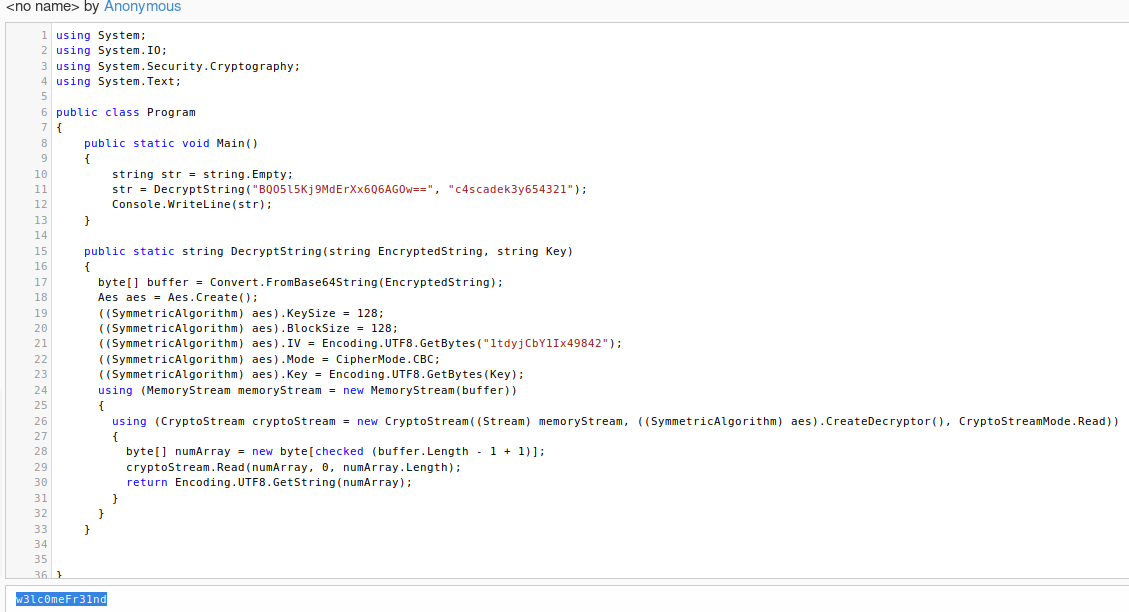 <no name> by Anonymous
1 using System;
2 using System.IO;
3 using System.Security.Cryptography;
4 using System.Text;
5
6 public class Program
7 {
8     public static void Main()
9     {
10         string str = string.Empty;
11         str = DecryptString("BQO5l5Kj9MdErXx6Q6AGOw==", "c4scadek3y654321");
12         Console.WriteLine(str);
13     }
14
15     public static string DecryptString(string EncryptedString, string Key)
16     {
17       byte[] buffer = Convert.FromBase64String(EncryptedString);
18       Aes aes = Aes.Create();
19       ((SymmetricAlgorithm) aes).KeySize = 128;
20       ((SymmetricAlgorithm) aes).BlockSize = 128;
21       ((SymmetricAlgorithm) aes).IV = Encoding.UTF8.GetBytes("1tdyjCbY1Ix49842");
22       ((SymmetricAlgorithm) aes).Mode = CipherMode.CBC;
23       ((SymmetricAlgorithm) aes).Key = Encoding.UTF8.GetBytes(Key);
24       using (MemoryStream memoryStream = new MemoryStream(buffer))
25       {
26         using (CryptoStream cryptoStream = new CryptoStream((Stream) memoryStream, ((SymmetricAlgorithm) aes).CreateDecryptor(), CryptoStreamMode.Read))
27         {
28           byte[] numArray = new byte[checked (buffer.Length - 1 + 1)];
29           cryptoStream.Read(numArray, 0, numArray.Length);
30           return Encoding.UTF8.GetString(numArray);
31         }
32       }
33     }
34
35
36 }
w3lc0meFr31nd